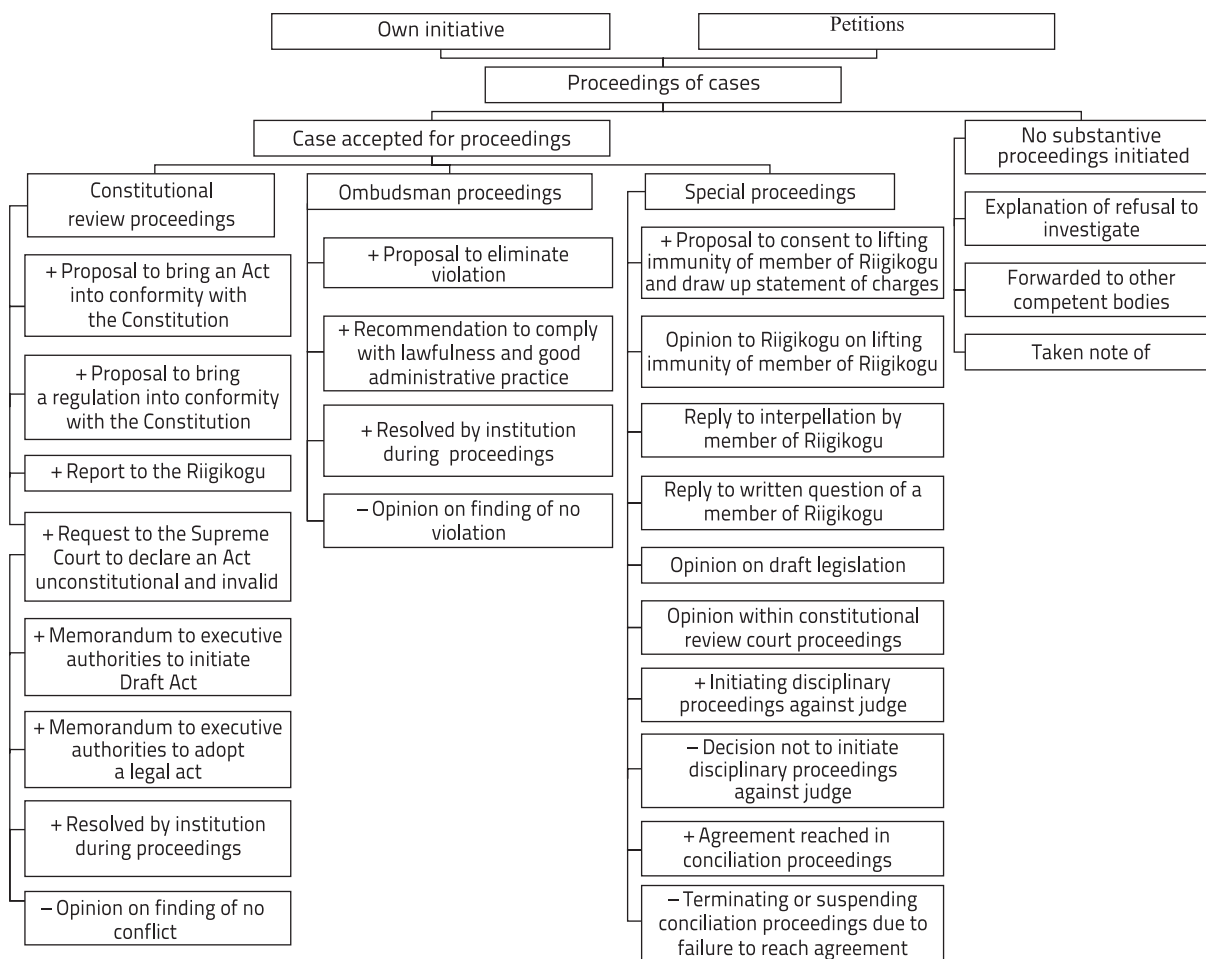 Own initiative
Petitions
Proceedings of cases
Case accepted for proceedings
No substantive
proceedings initiated
Explanation of refusal to
investigate
Forwarded to other
competent bodies
Taken note of
Constitutional
review proceedings
+ Proposal to bring an Act
into conformity with
the Constitution
+ Proposal to bring
a regulation into conformity
with the Constitution
+ Report to the Riigikogu
+ Request to the Supreme
Court to declare an Act
unconstitutional and invalid
+ Memorandum to executive
authorities to initiate
Draft Act
+ Memorandum to executive
authorities to adopt
a legal act
+ Resolved by institution
during proceedings
– Opinion on finding of no
conflict
Ombudsman proceedings
+ Proposal to eliminate
violation
+ Recommendation to comply
with lawfulness and good
administrative practice
+ Resolved by institution
during proceedings
– Opinion on finding of no
violation
Special proceedings
+ Proposal to consent to lifting
immunity of member of Riigikogu
and draw up statement of charges
Opinion to Riigikogu on lifting
immunity of member of Riigikogu
Reply to interpellation by
member of Riigikogu
Reply to written question of a
member of Riigikogu
Opinion on draft legislation
Opinion within constitutional
review court proceedings
+ Initiating disciplinary
proceedings against judge
– Decision not to initiate
disciplinary proceedings
against judge
+ Agreement reached in
conciliation proceedings
– Terminating or suspending
conciliation proceedings due to
failure to reach agreement